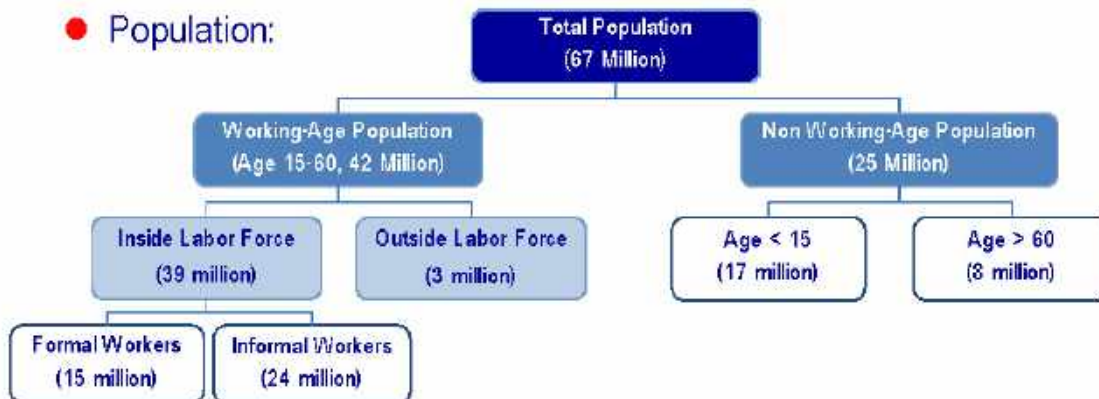 Population:
Total Population
(67 Million)
Working-Age Population
(Age 15-60, 42 Million)
Non Working-Age Population
(25 Million)
Inside Labor Force
(39 million)
Outside Labor Force
(3 million)
Age < 15
(17 million)
Age > 60
(8 million)
Formal Workers
(15 million)
Informal Workers
(24 million)